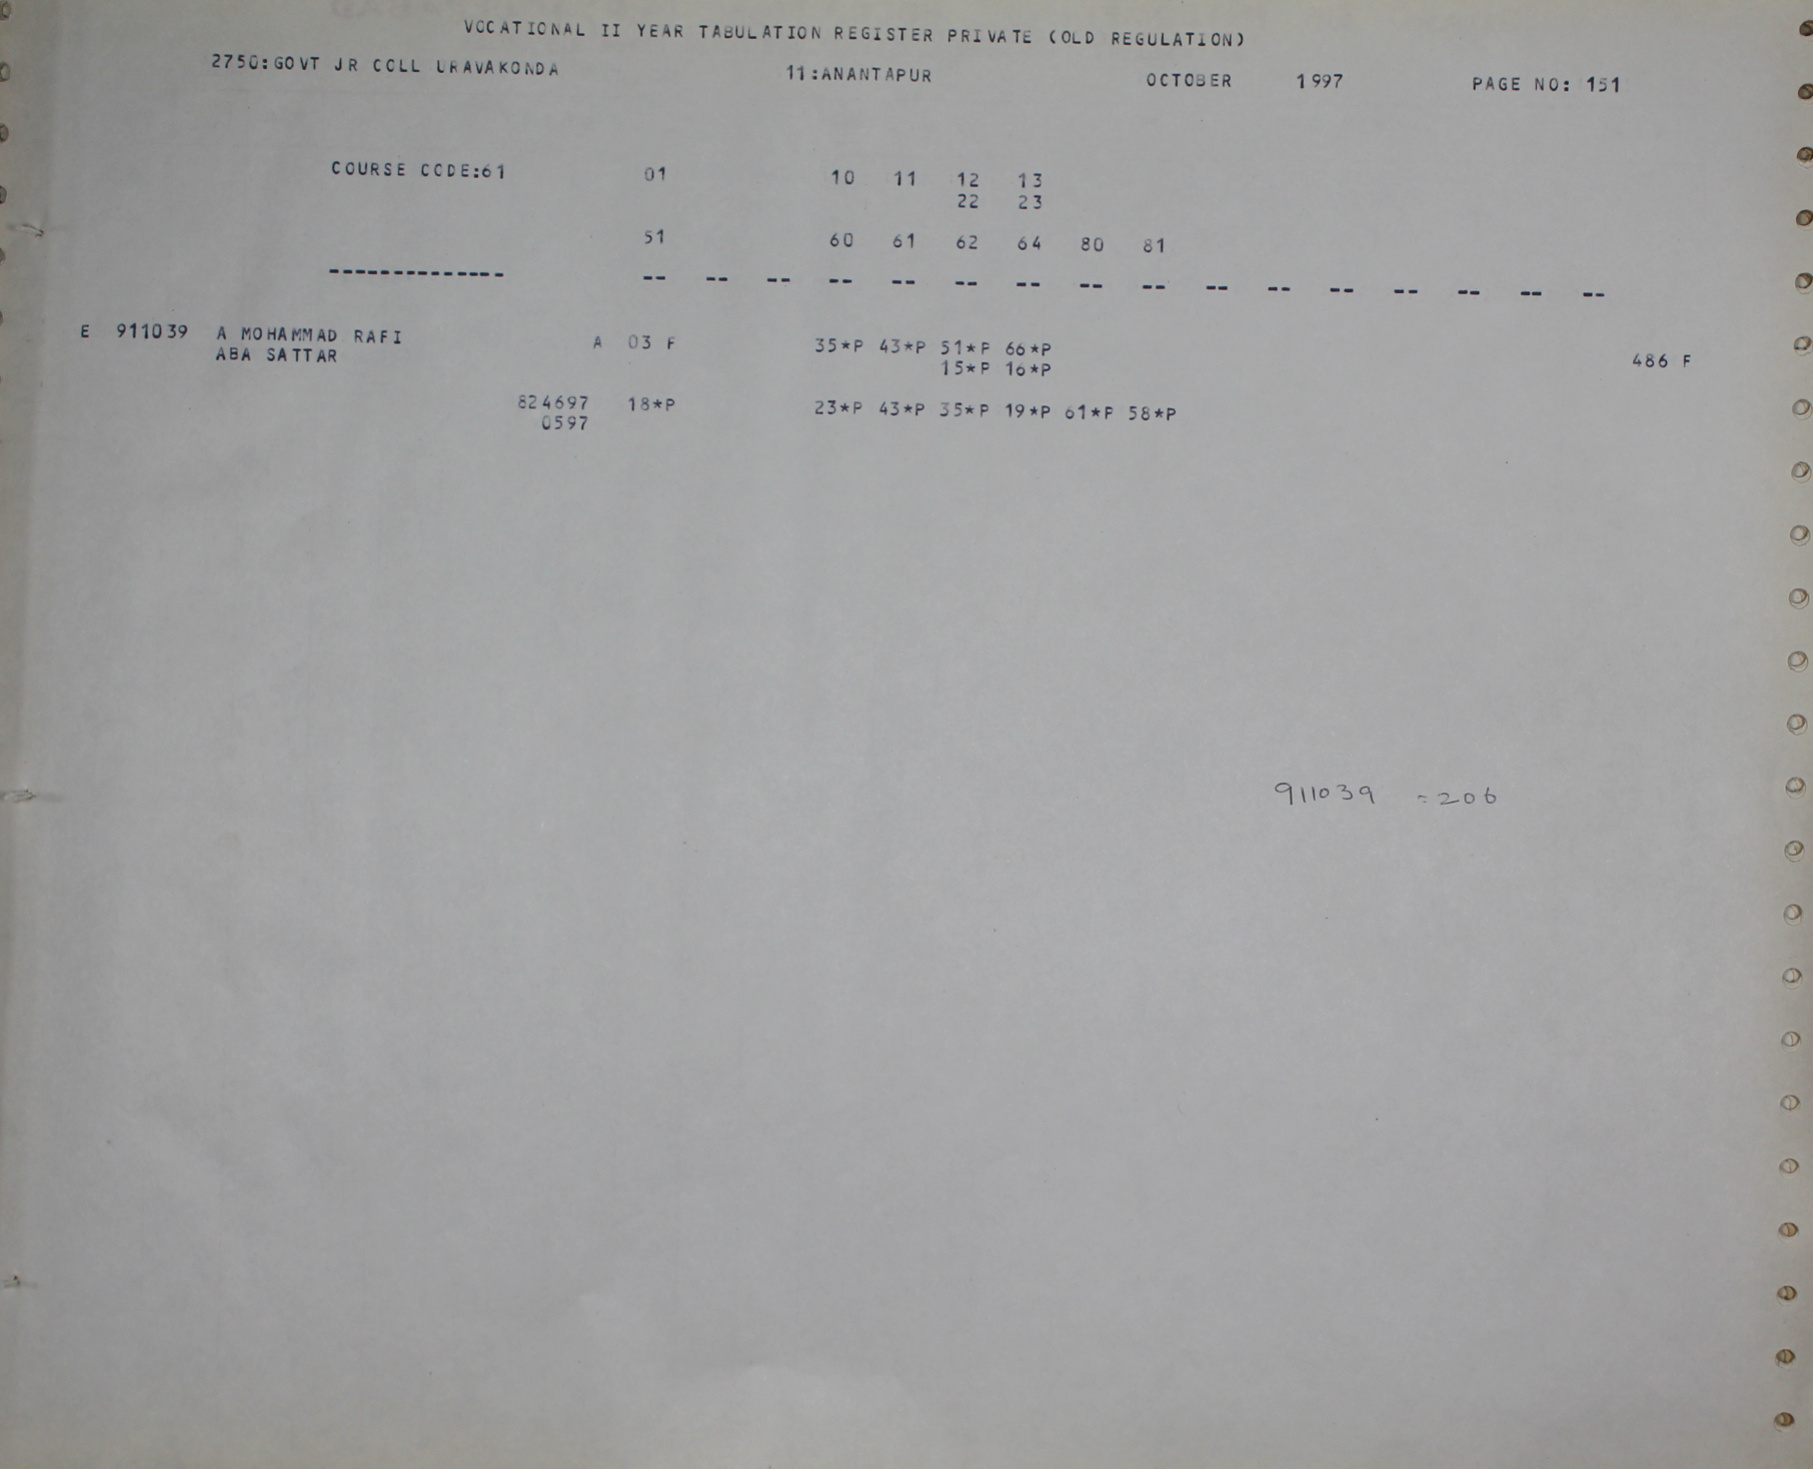 VOCATIONAL II YEAR TABULATION REGISTER PRIVATE (OLD REGULATION)
2750:GOVT JR COLL URAVAKONDA 11:ANANTAPUR OCTOBER 1997 PAGE NO: 151
COURSE CODE:61 01 10 11 12 13
22 23
51 60 61 62 64 80 81
-------------- -- -- -- -- -- -- -- -- -- -- -- -- -- -- -- --
E 911039 A MOHAMMAD RAFI A 03 F 35*P 43*P 51*P 66*P
ABA SATTAR 15*P 16*P 486 F
824697 18*P 23*P 43*P 35*P 19*P 61*P 58*P
0597
911039 = 206